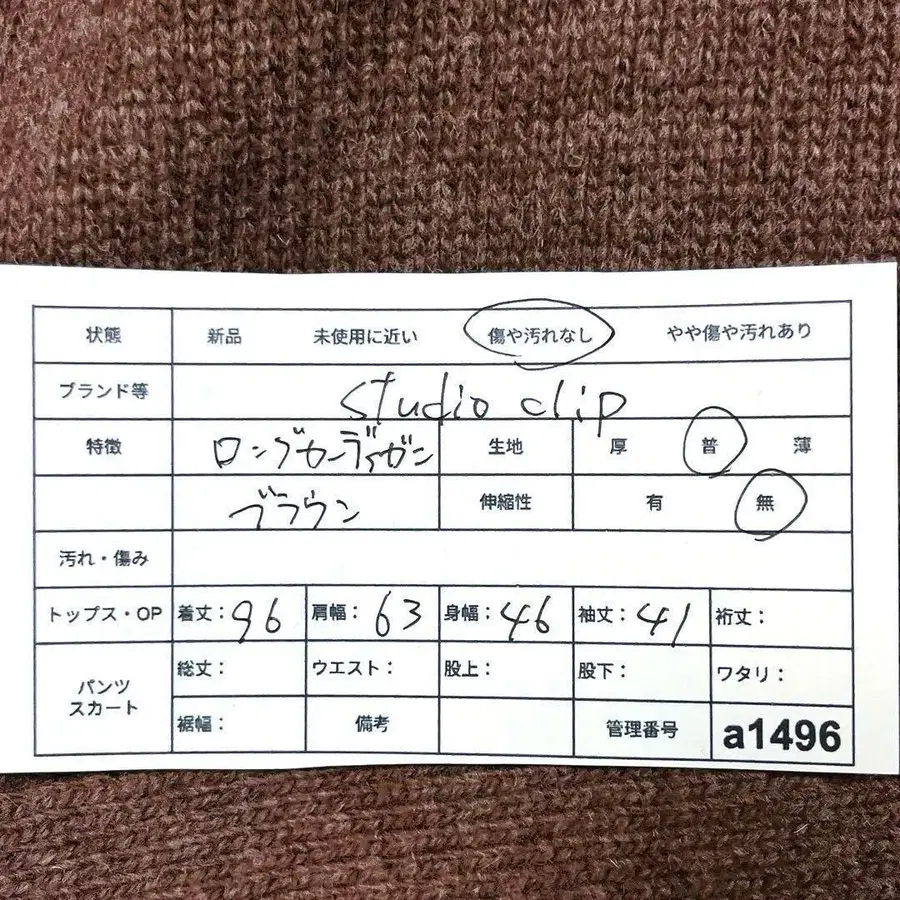 状態 新品 未使用に近い 傷や汚れなし やや傷や汚れあり
ブランド等 studio clip
特徴 ロングカーディガン 生地 厚 普 薄
ブラウン 伸縮性 有 無
汚れ・傷み
トップス・OP 着丈:96 肩幅:63 身幅:46 袖丈:41 裄丈:
パンツ スカート 総丈: ウエスト: 股上: 股下: ワタリ:
裾幅: 備考 管理番号 a1496